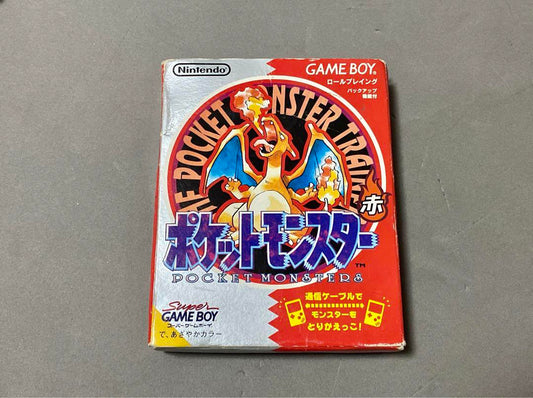 Nintendo
GAME BOY®
ロールプレイング
バックアップ
機能付
THE POCKET MONSTER TRAINE
赤
ポケットモンスター
TM
POCKET MONSTERS
Super
GAME BOY
スーパーゲームボーイ
で、あざやかカラー
通信ケーブルで
モンスターを
とりかえっこ!